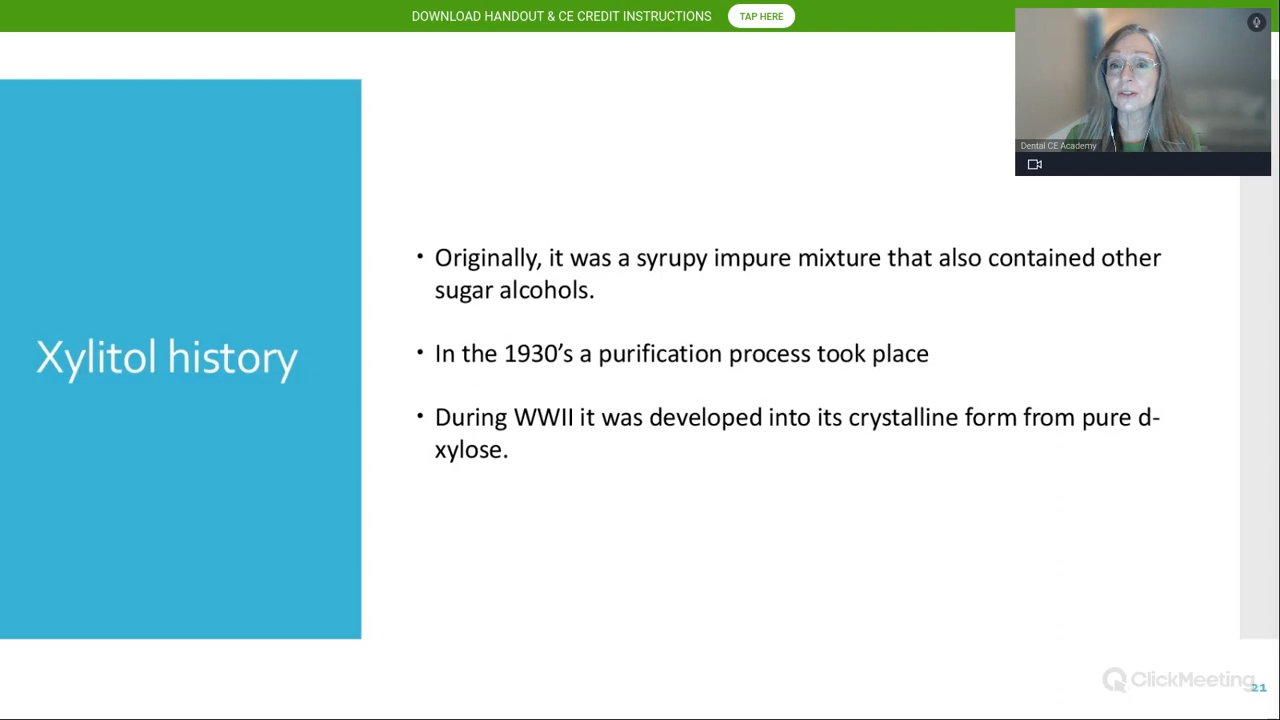 DOWNLOAD HANDOUT & CE CREDIT INSTRUCTIONS TAP HERE
Dental CE Academy
Xylitol history
• Originally, it was a syrupy impure mixture that also contained other
sugar alcohols.
• In the 1930’s a purification process took place
• During WWII it was developed into its crystalline form from pure d-
xylose.
ClickMeeting
21